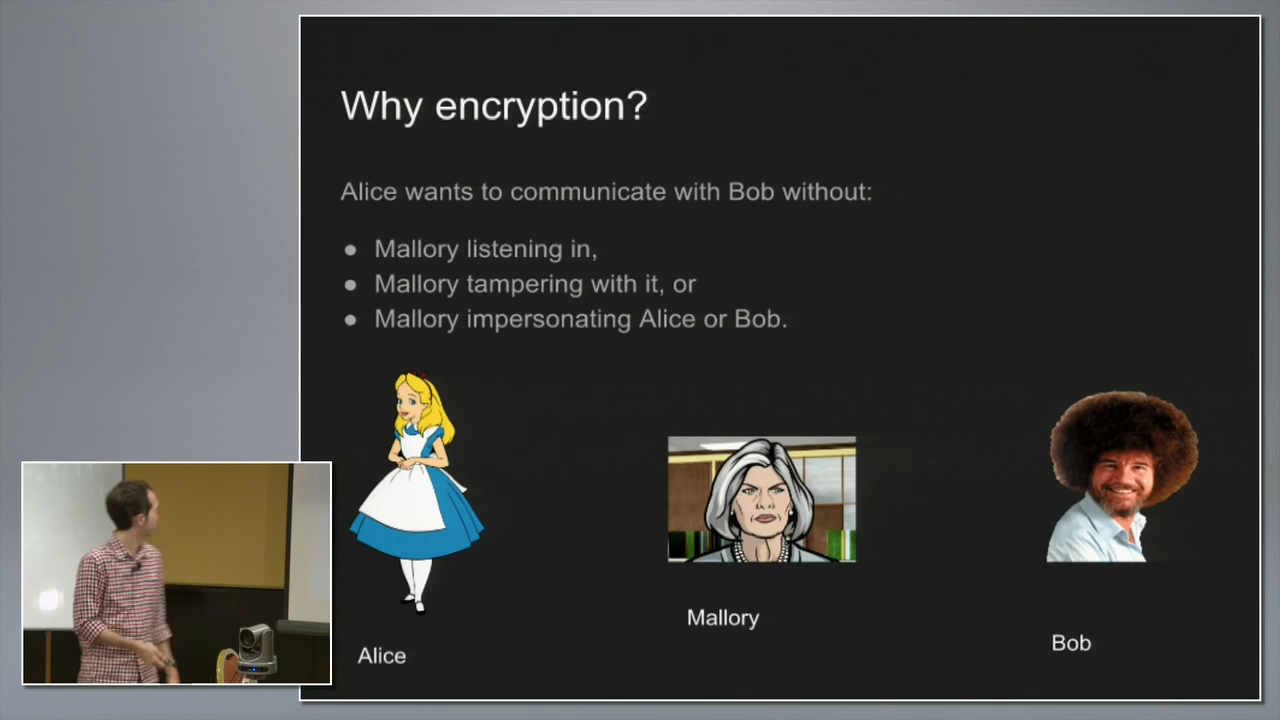 Why encryption?
Alice wants to communicate with Bob without:
● Mallory listening in,
● Mallory tampering with it, or
● Mallory impersonating Alice or Bob.
Alice
Mallory
Bob